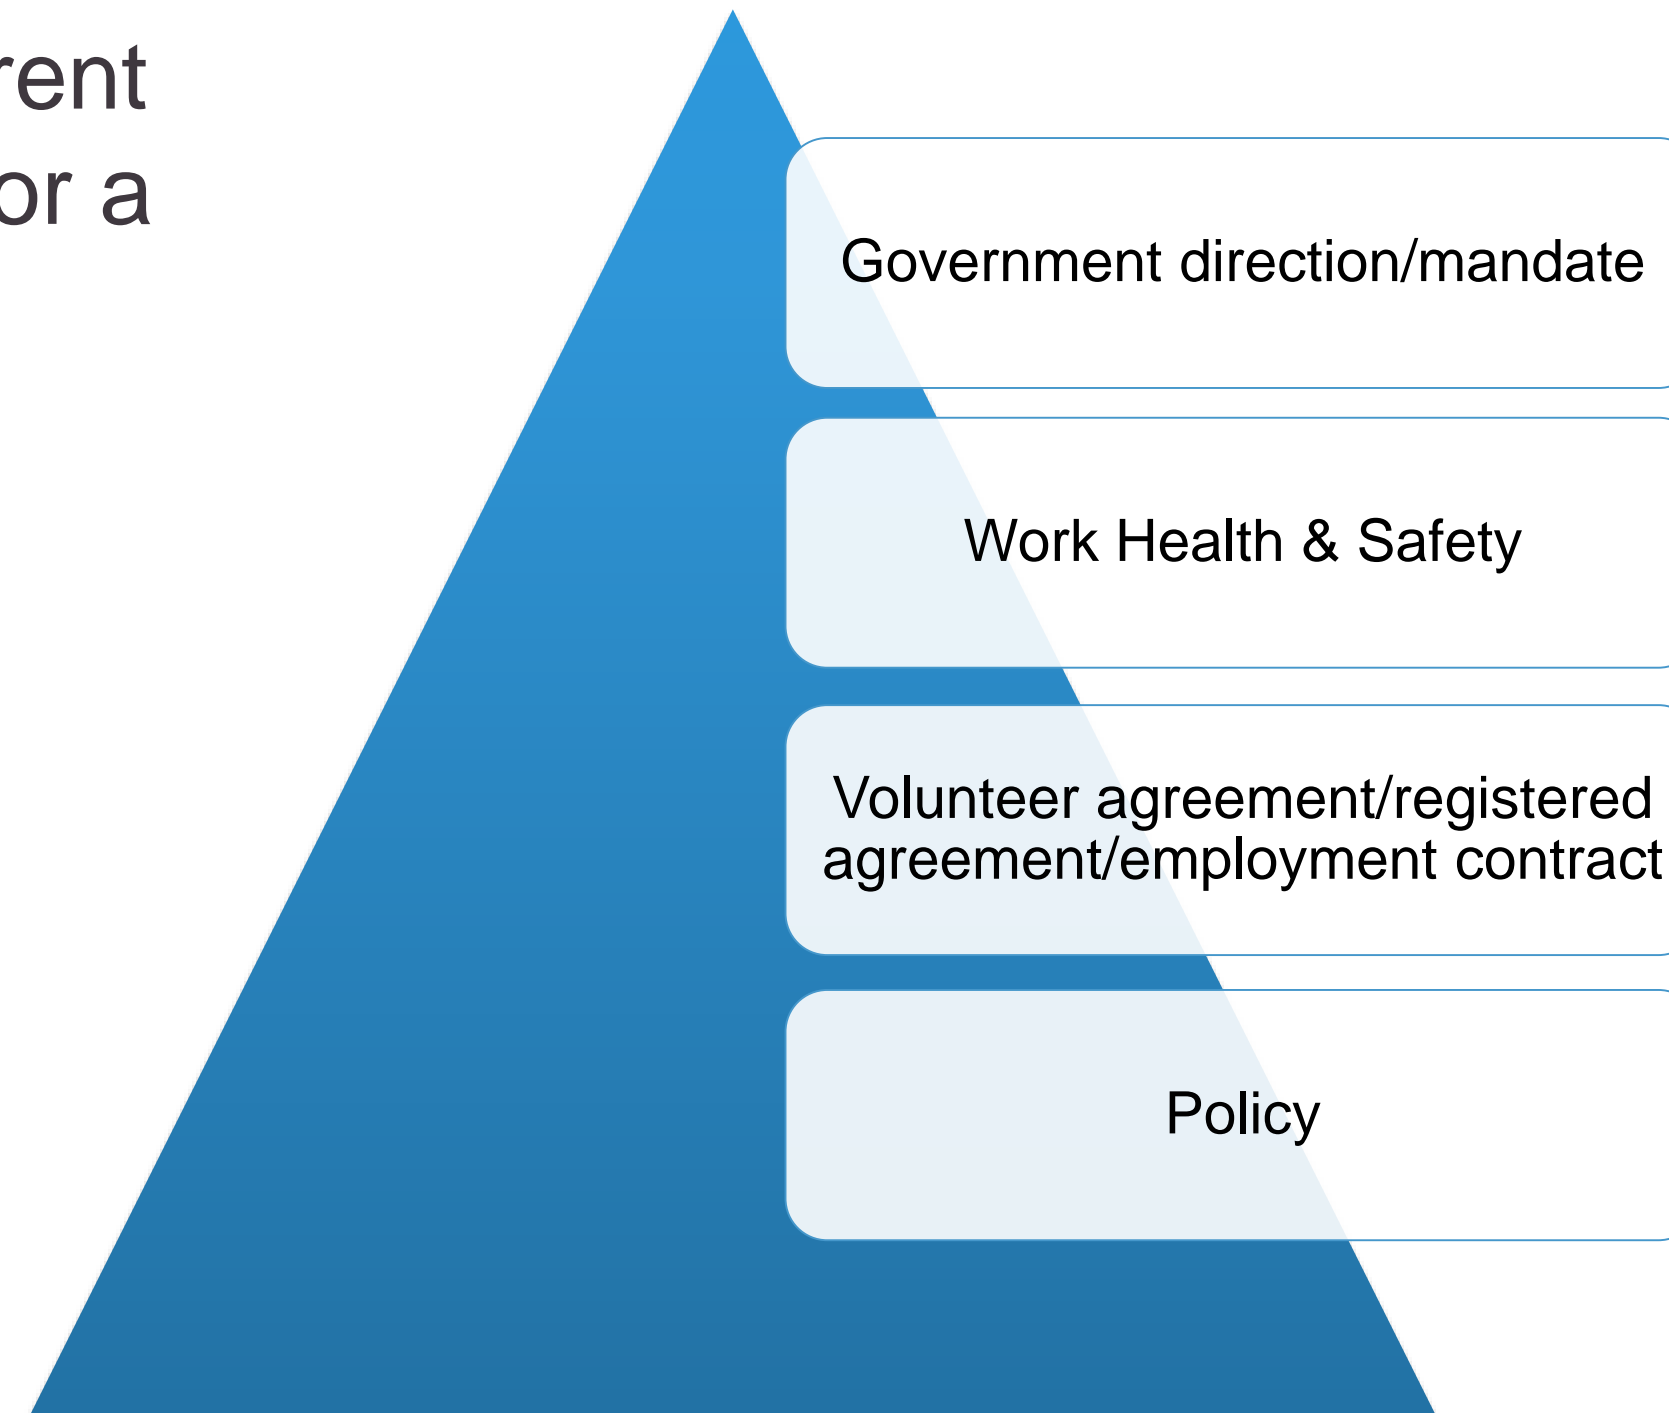 rent
or a
Government direction/mandate
Work Health & Safety
Volunteer agreement/registered
agreement/employment contract
Policy